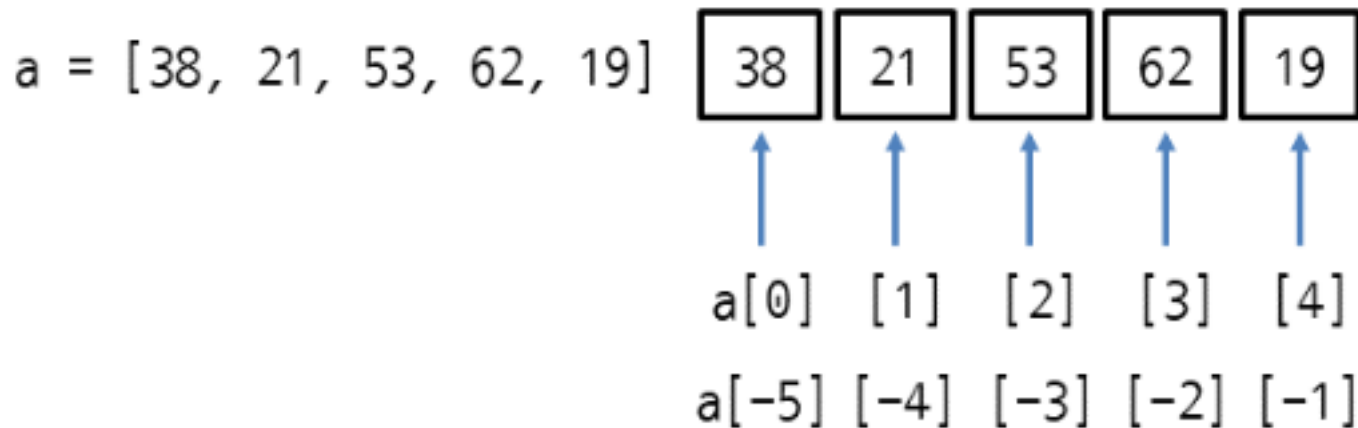 a = [38, 21, 53, 62, 19] 38 21 53 62 19
a[0] [1] [2] [3] [4]
a[-5] [-4] [-3] [-2] [-1]